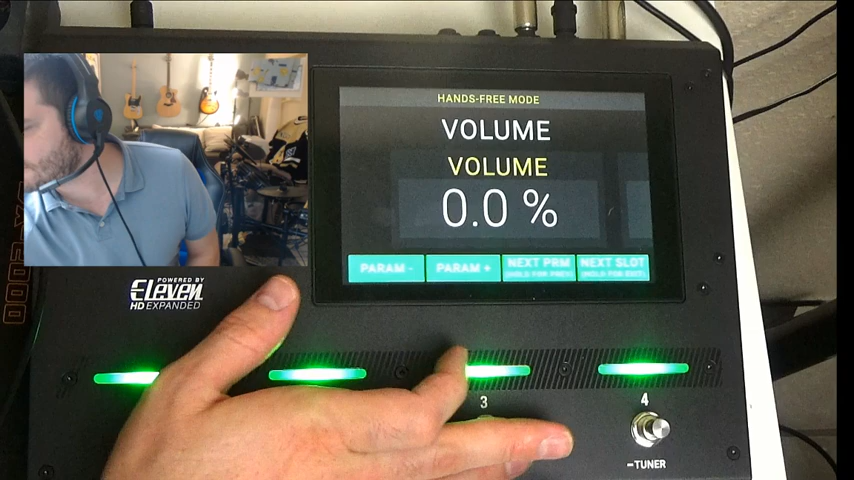 HANDS-FREE MODE
VOLUME
VOLUME
0.0 %
PARAM -
PARAM +
NEXT PRM
(HOLD FOR PREV)
NEXT SLOT
(HOLD FOR EXIT)
POWERED BY
Eleven
HD EXPANDED
3
4
TUNER